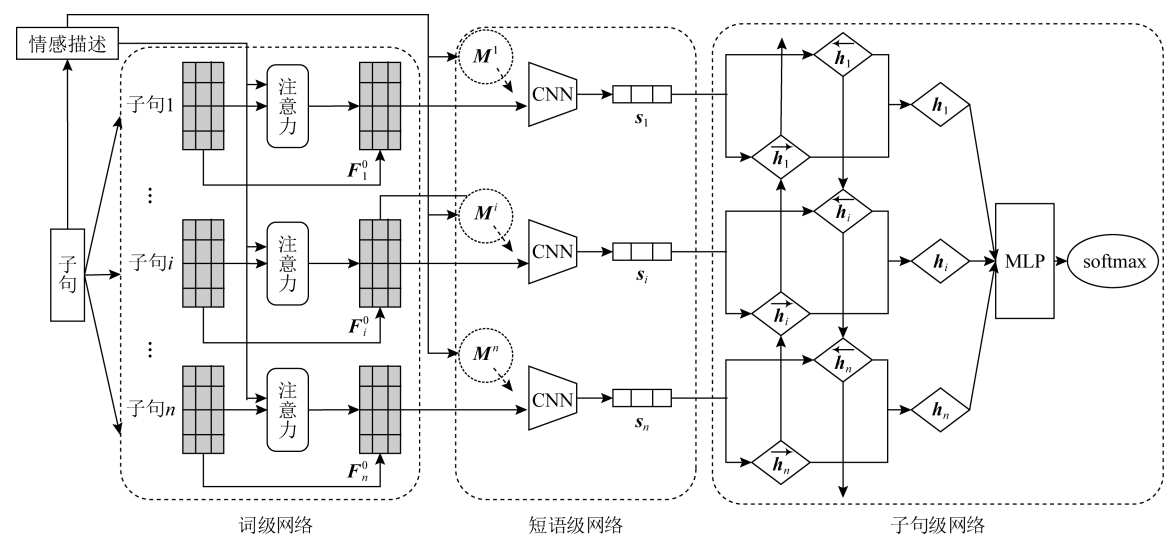 情感描述
子句
子句1
注意力
F₁⁰
⋮
子句i
注意力
Fᵢ⁰
⋮
子句n
注意力
Fₙ⁰
词级网络
M¹
CNN
s₁
Mⁱ
CNN
sᵢ
Mⁿ
CNN
sₙ
短语级网络
←h₁
→h₁
h₁
←hᵢ
→hᵢ
hᵢ
←hₙ
→hₙ
hₙ
MLP
softmax
子句级网络